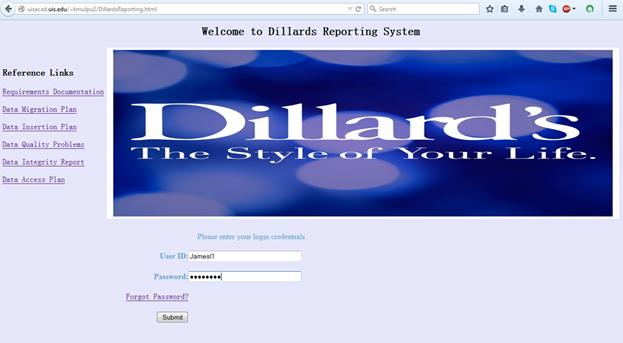 uisacad.uis.edu/~kmulpu2/DillardsReporting.html
Search
Welcome to Dillards Reporting System
Reference Links
Requirements Documentation
Data Migration Plan
Data Insertion Plan
Data Quality Problems
Data Integrity Report
Data Access Plan
Dillard's
The Style of Your Life.
Please enter your login credentials
User ID: Jamesl1
Password: ●●●●●●●●
Forgot Password?
Submit